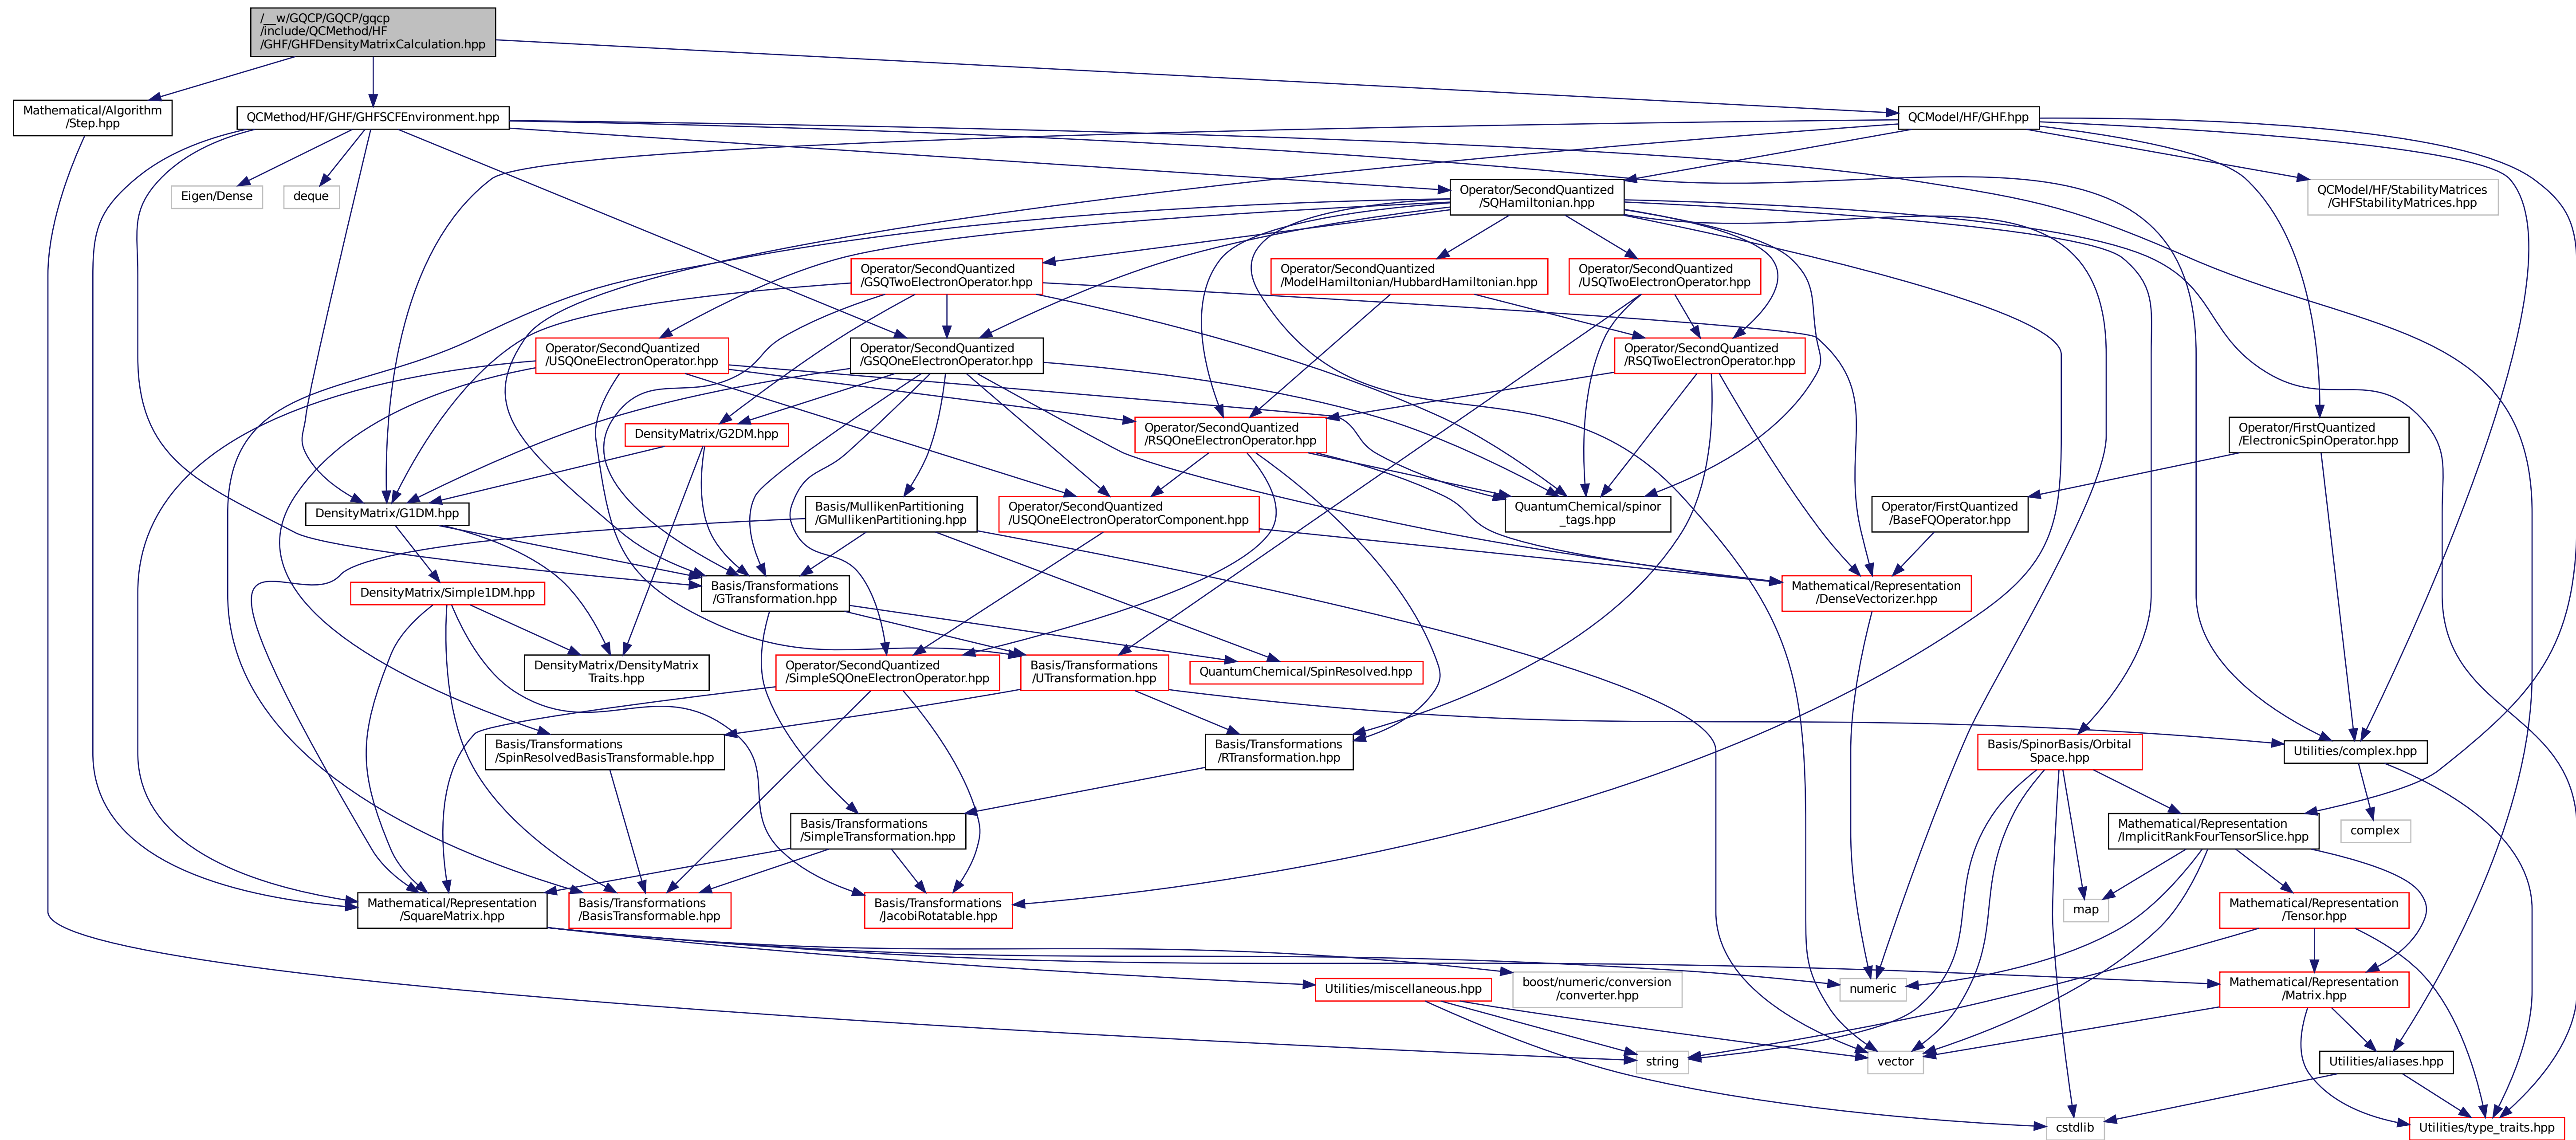 /__w/GQCP/GQCP/gqcp
/include/QCMethod/HF
/GHF/GHFDensityMatrixCalculation.hpp
Mathematical/Algorithm
/Step.hpp
QCMethod/HF/GHF/GHFSCFEnvironment.hpp
QCModel/HF/GHF.hpp
Eigen/Dense
deque
Operator/SecondQuantized
/SQHamiltonian.hpp
QCModel/HF/StabilityMatrices
/GHFStabilityMatrices.hpp
Operator/SecondQuantized
/GSQTwoElectronOperator.hpp
Operator/SecondQuantized
/ModelHamiltonian/HubbardHamiltonian.hpp
Operator/SecondQuantized
/USQTwoElectronOperator.hpp
Operator/SecondQuantized
/USQOneElectronOperator.hpp
Operator/SecondQuantized
/GSQOneElectronOperator.hpp
Operator/SecondQuantized
/RSQTwoElectronOperator.hpp
DensityMatrix/G2DM.hpp
Operator/SecondQuantized
/RSQOneElectronOperator.hpp
Operator/FirstQuantized
/ElectronicSpinOperator.hpp
DensityMatrix/G1DM.hpp
Basis/MullikenPartitioning
/GMullikenPartitioning.hpp
Operator/SecondQuantized
/USQOneElectronOperatorComponent.hpp
QuantumChemical/spinor
_tags.hpp
Operator/FirstQuantized
/BaseFQOperator.hpp
DensityMatrix/Simple1DM.hpp
Basis/Transformations
/GTransformation.hpp
Mathematical/Representation
/DenseVectorizer.hpp
DensityMatrix/DensityMatrix
Traits.hpp
Operator/SecondQuantized
/SimpleSQOneElectronOperator.hpp
Basis/Transformations
/UTransformation.hpp
QuantumChemical/SpinResolved.hpp
Basis/Transformations
/SpinResolvedBasisTransformable.hpp
Basis/Transformations
/RTransformation.hpp
Basis/SpinorBasis/Orbital
Space.hpp
Utilities/complex.hpp
Basis/Transformations
/SimpleTransformation.hpp
Mathematical/Representation
/ImplicitRankFourTensorSlice.hpp
complex
Mathematical/Representation
/SquareMatrix.hpp
Basis/Transformations
/BasisTransformable.hpp
Basis/Transformations
/JacobiRotatable.hpp
map
Mathematical/Representation
/Tensor.hpp
Utilities/miscellaneous.hpp
boost/numeric/conversion
/converter.hpp
numeric
Mathematical/Representation
/Matrix.hpp
string
vector
Utilities/aliases.hpp
cstdlib
Utilities/type_traits.hpp